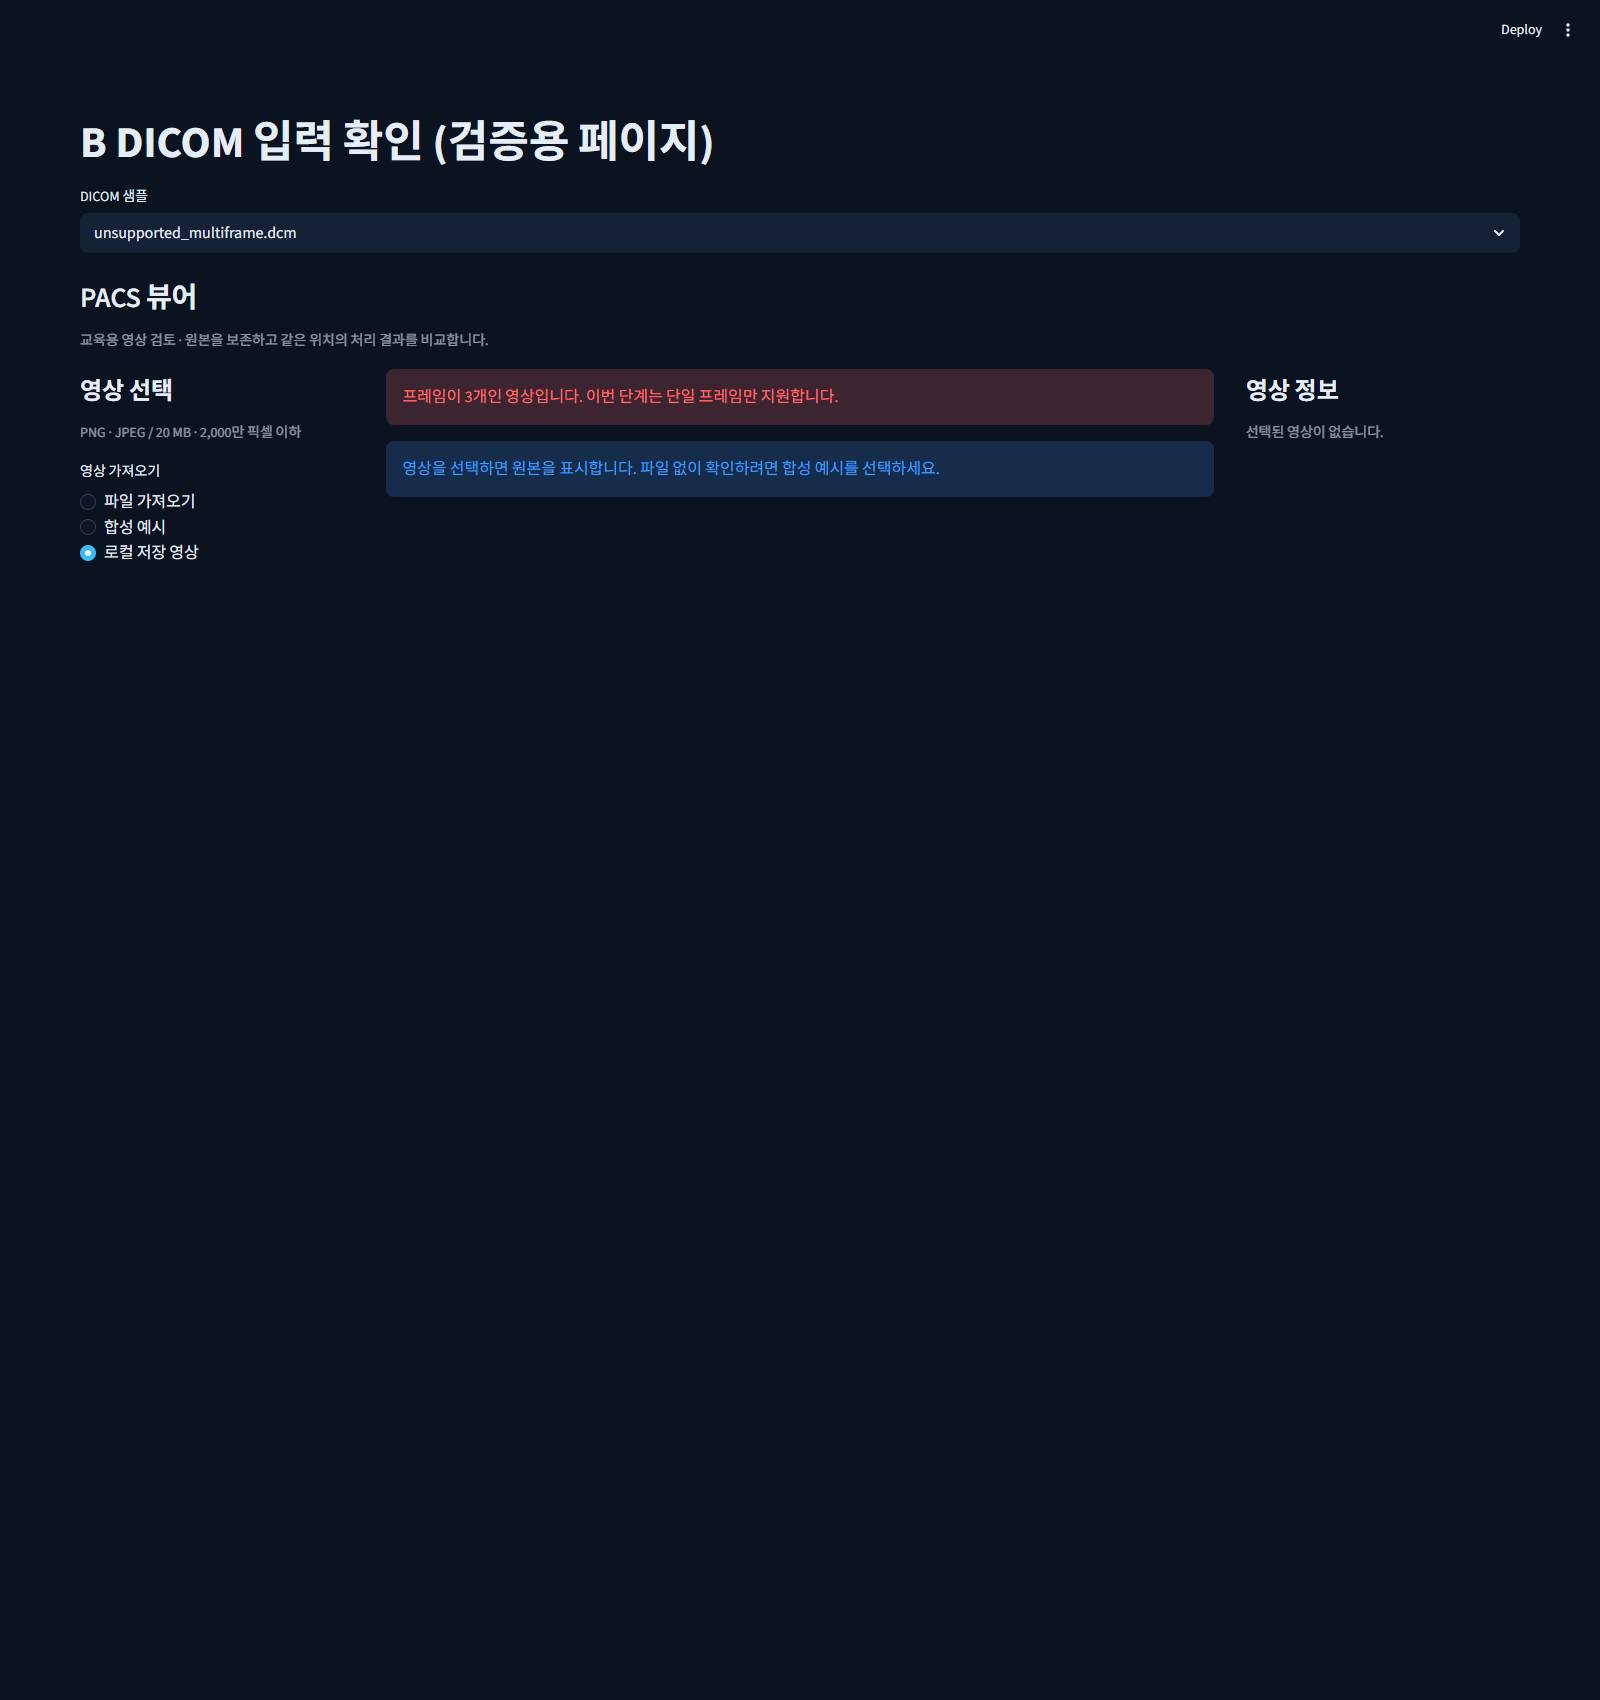 Deploy
B DICOM 입력 확인 (검증용 페이지)
DICOM 샘플
unsupported_multiframe.dcm
PACS 뷰어
교육용 영상 검토 · 원본을 보존하고 같은 위치의 처리 결과를 비교합니다.
영상 선택
PNG · JPEG / 20 MB · 2,000만 픽셀 이하
영상 가져오기
파일 가져오기
합성 예시
로컬 저장 영상
프레임이 3개인 영상입니다. 이번 단계는 단일 프레임만 지원합니다.
영상을 선택하면 원본을 표시합니다. 파일 없이 확인하려면 합성 예시를 선택하세요.
영상 정보
선택된 영상이 없습니다.